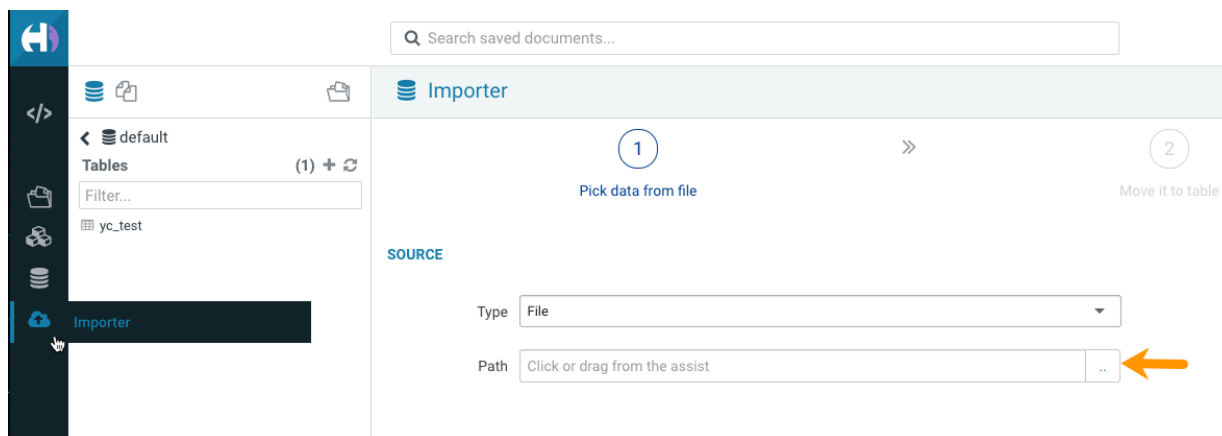 Search saved documents...
</>
Importer
default
Tables (1)
Filter...
yc_test
Importer
1
2
Pick data from file
Move it to table
SOURCE
Type File
Path Click or drag from the assist ..